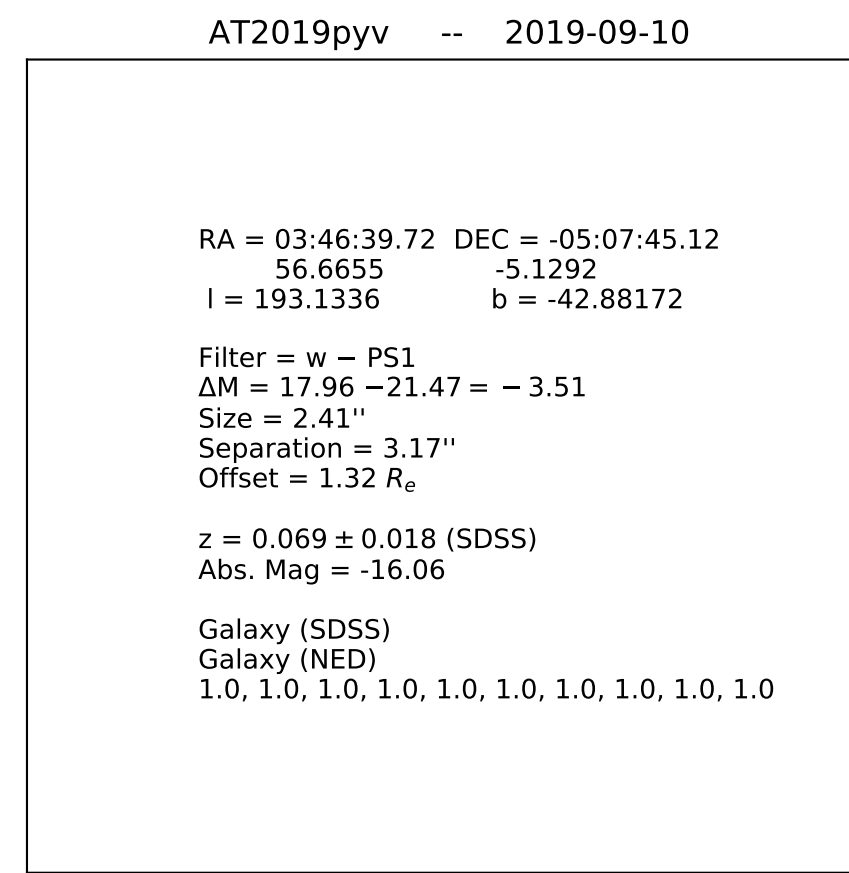 AT2019pyv -- 2019-09-10
RA = 03:46:39.72 DEC = -05:07:45.12
56.6655 -5.1292
l = 193.1336 b = -42.88172
Filter = w − PS1
ΔM = 17.96 −21.47 = −3.51
Size = 2.41''
Separation = 3.17''
Offset = 1.32 Rₑ
z = 0.069 ± 0.018 (SDSS)
Abs. Mag = -16.06
Galaxy (SDSS)
Galaxy (NED)
1.0, 1.0, 1.0, 1.0, 1.0, 1.0, 1.0, 1.0, 1.0, 1.0